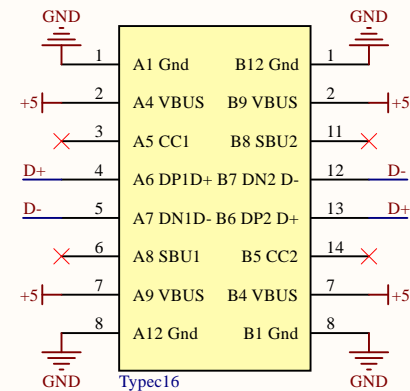 GND GND
1 A1 Gnd B12 Gnd 1
+5 2 A4 VBUS B9 VBUS 2 +5
3 A5 CC1 B8 SBU2 11
D+ 4 A6 DP1D+ B7 DN2 D- 12 D-
D- 5 A7 DN1D- B6 DP2 D+ 13 D+
6 A8 SBU1 B5 CC2 14
+5 7 A9 VBUS B4 VBUS 7 +5
8 A12 Gnd B1 Gnd 8
GND Typec16 GND